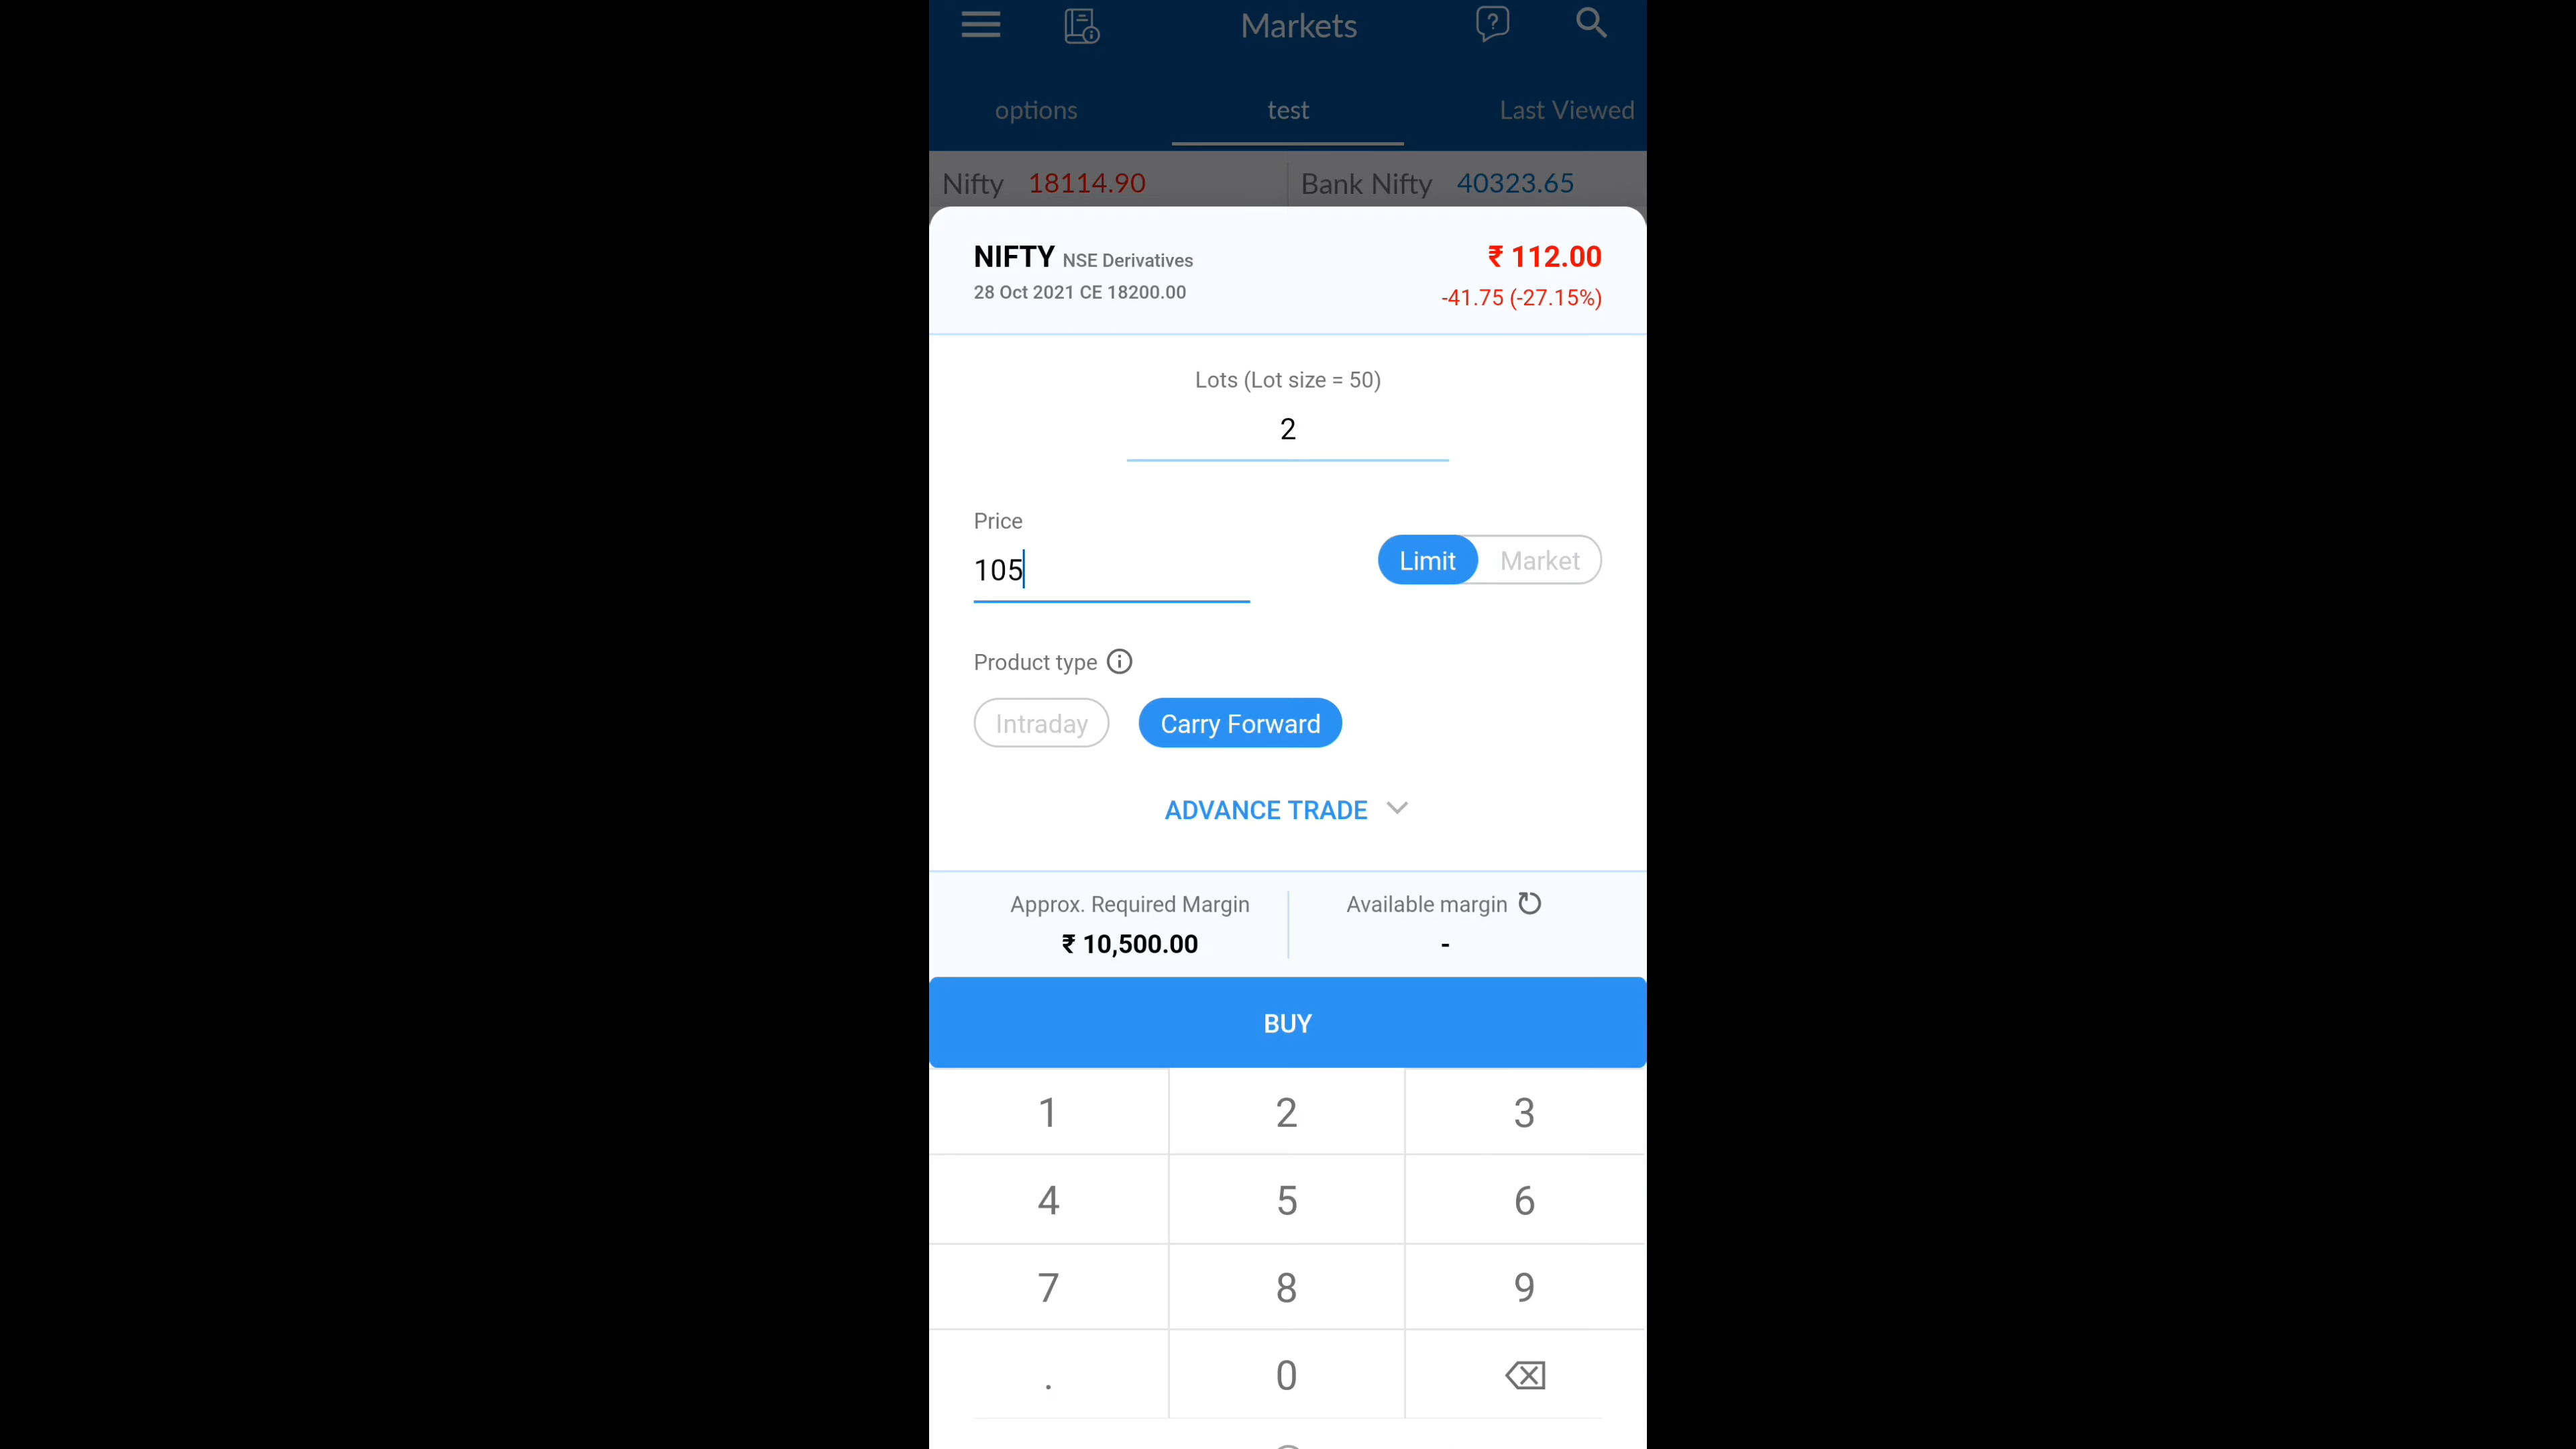 Markets
options test Last Viewed
Nifty 18114.90 Bank Nifty 40323.65
NIFTY NSE Derivatives ₹ 112.00
28 Oct 2021 CE 18200.00 -41.75 (-27.15%)
Lots (Lot size = 50)
2
Price
105
Limit Market
Product type
Intraday Carry Forward
ADVANCE TRADE
Approx. Required Margin Available margin
₹ 10,500.00 -
BUY
1 2 3
4 5 6
7 8 9
. 0